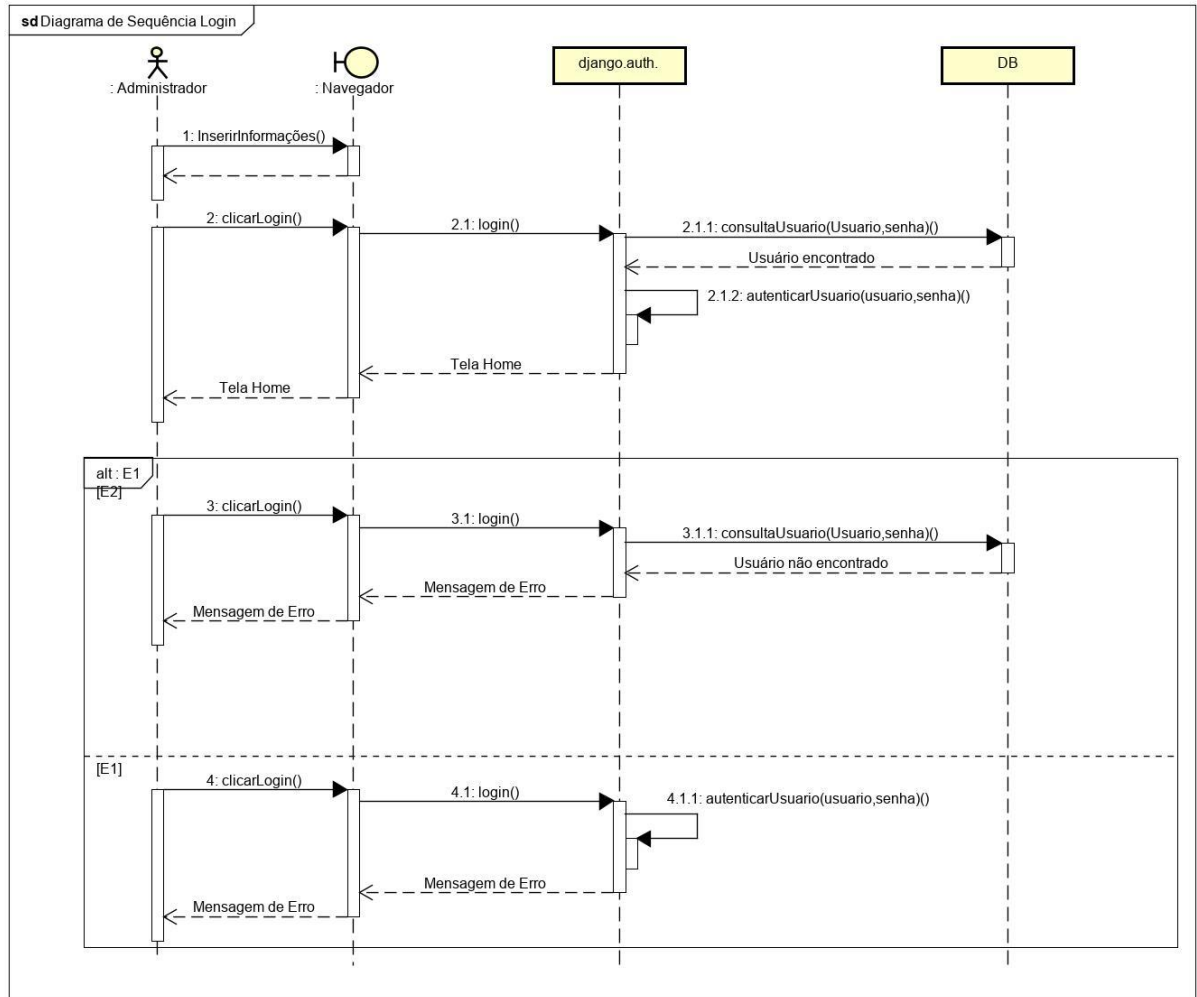 sd Diagrama de Sequência Login
: Administrador
: Navegador
django.auth.
DB
1: InserirInformações()
2: clicarLogin()
2.1: login()
2.1.1: consultaUsuario(Usuario,senha)()
Usuário encontrado
2.1.2: autenticarUsuario(usuario,senha)()
Tela Home
Tela Home
alt : E1
[E2]
3: clicarLogin()
3.1: login()
3.1.1: consultaUsuario(Usuario,senha)()
Usuário não encontrado
Mensagem de Erro
Mensagem de Erro
[E1]
4: clicarLogin()
4.1: login()
4.1.1: autenticarUsuario(usuario,senha)()
Mensagem de Erro
Mensagem de Erro